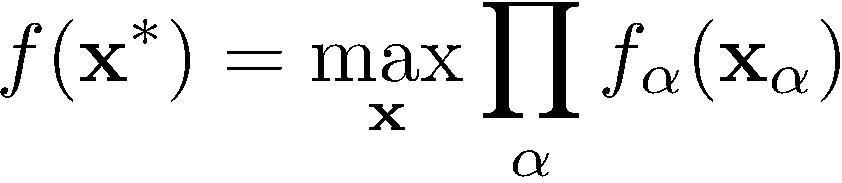 f(𝐱*) = max_𝐱 ∏_α f_α(𝐱_α)